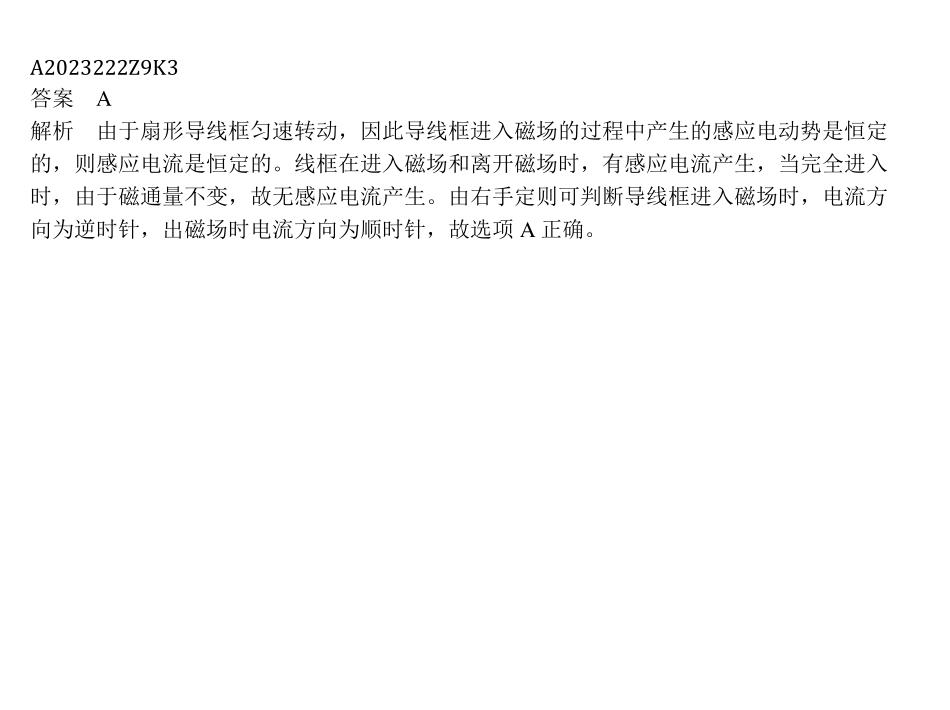 A2023222Z9K3
答案 A
解析 由于扇形导线框匀速转动，因此导线框进入磁场的过程中产生的感应电动势是恒定
的，则感应电流是恒定的。线框在进入磁场和离开磁场时，有感应电流产生，当完全进入
时，由于磁通量不变，故无感应电流产生。由右手定则可判断导线框进入磁场时，电流方
向为逆时针，出磁场时电流方向为顺时针，故选项 A 正确。